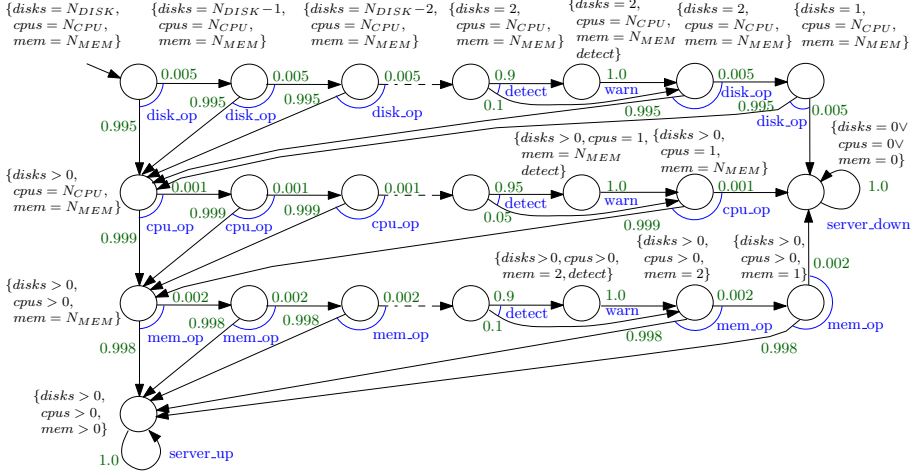 {disks = N_DISK, {disks = N_DISK−1, {disks = N_DISK−2, {disks = 2, {disks = 2, {disks = 2, {disks = 1,
cpus = N_CPU, cpus = N_CPU, cpus = N_CPU, cpus = N_CPU, cpus = N_CPU, cpus = N_CPU, cpus = N_CPU,
mem = N_MEM} mem = N_MEM} mem = N_MEM} mem = N_MEM} mem = N_MEM mem = N_MEM} mem = N_MEM}
detect}
0.005 0.005 0.005 0.9 1.0 0.005
detect warn disk_op
0.995 disk_op 0.995 disk_op 0.995 disk_op 0.1 0.995 0.995 disk_op 0.005
{disks > 0, cpus = 1, {disks > 0, {disks = 0∨
mem = N_MEM cpus = 1, cpus = 0∨
detect} mem = N_MEM} mem = 0}
{disks > 0,
cpus = N_CPU,
mem = N_MEM}
0.001 0.001 0.001 0.95 1.0 0.001 1.0
detect warn cpu_op server_down
0.999 cpu_op 0.999 cpu_op 0.999 cpu_op 0.05 0.999
{disks > 0, cpus > 0, {disks > 0, {disks > 0,
mem = 2, detect} cpus > 0, cpus > 0,
mem = 2} mem = 1}
0.002
{disks > 0,
cpus > 0,
mem = N_MEM}
0.002 0.002 0.002 0.9 1.0 0.002
detect warn
0.998 mem_op 0.998 mem_op 0.998 mem_op 0.1 0.998 mem_op 0.998 mem_op
{disks > 0,
cpus > 0,
mem > 0}
1.0 server_up